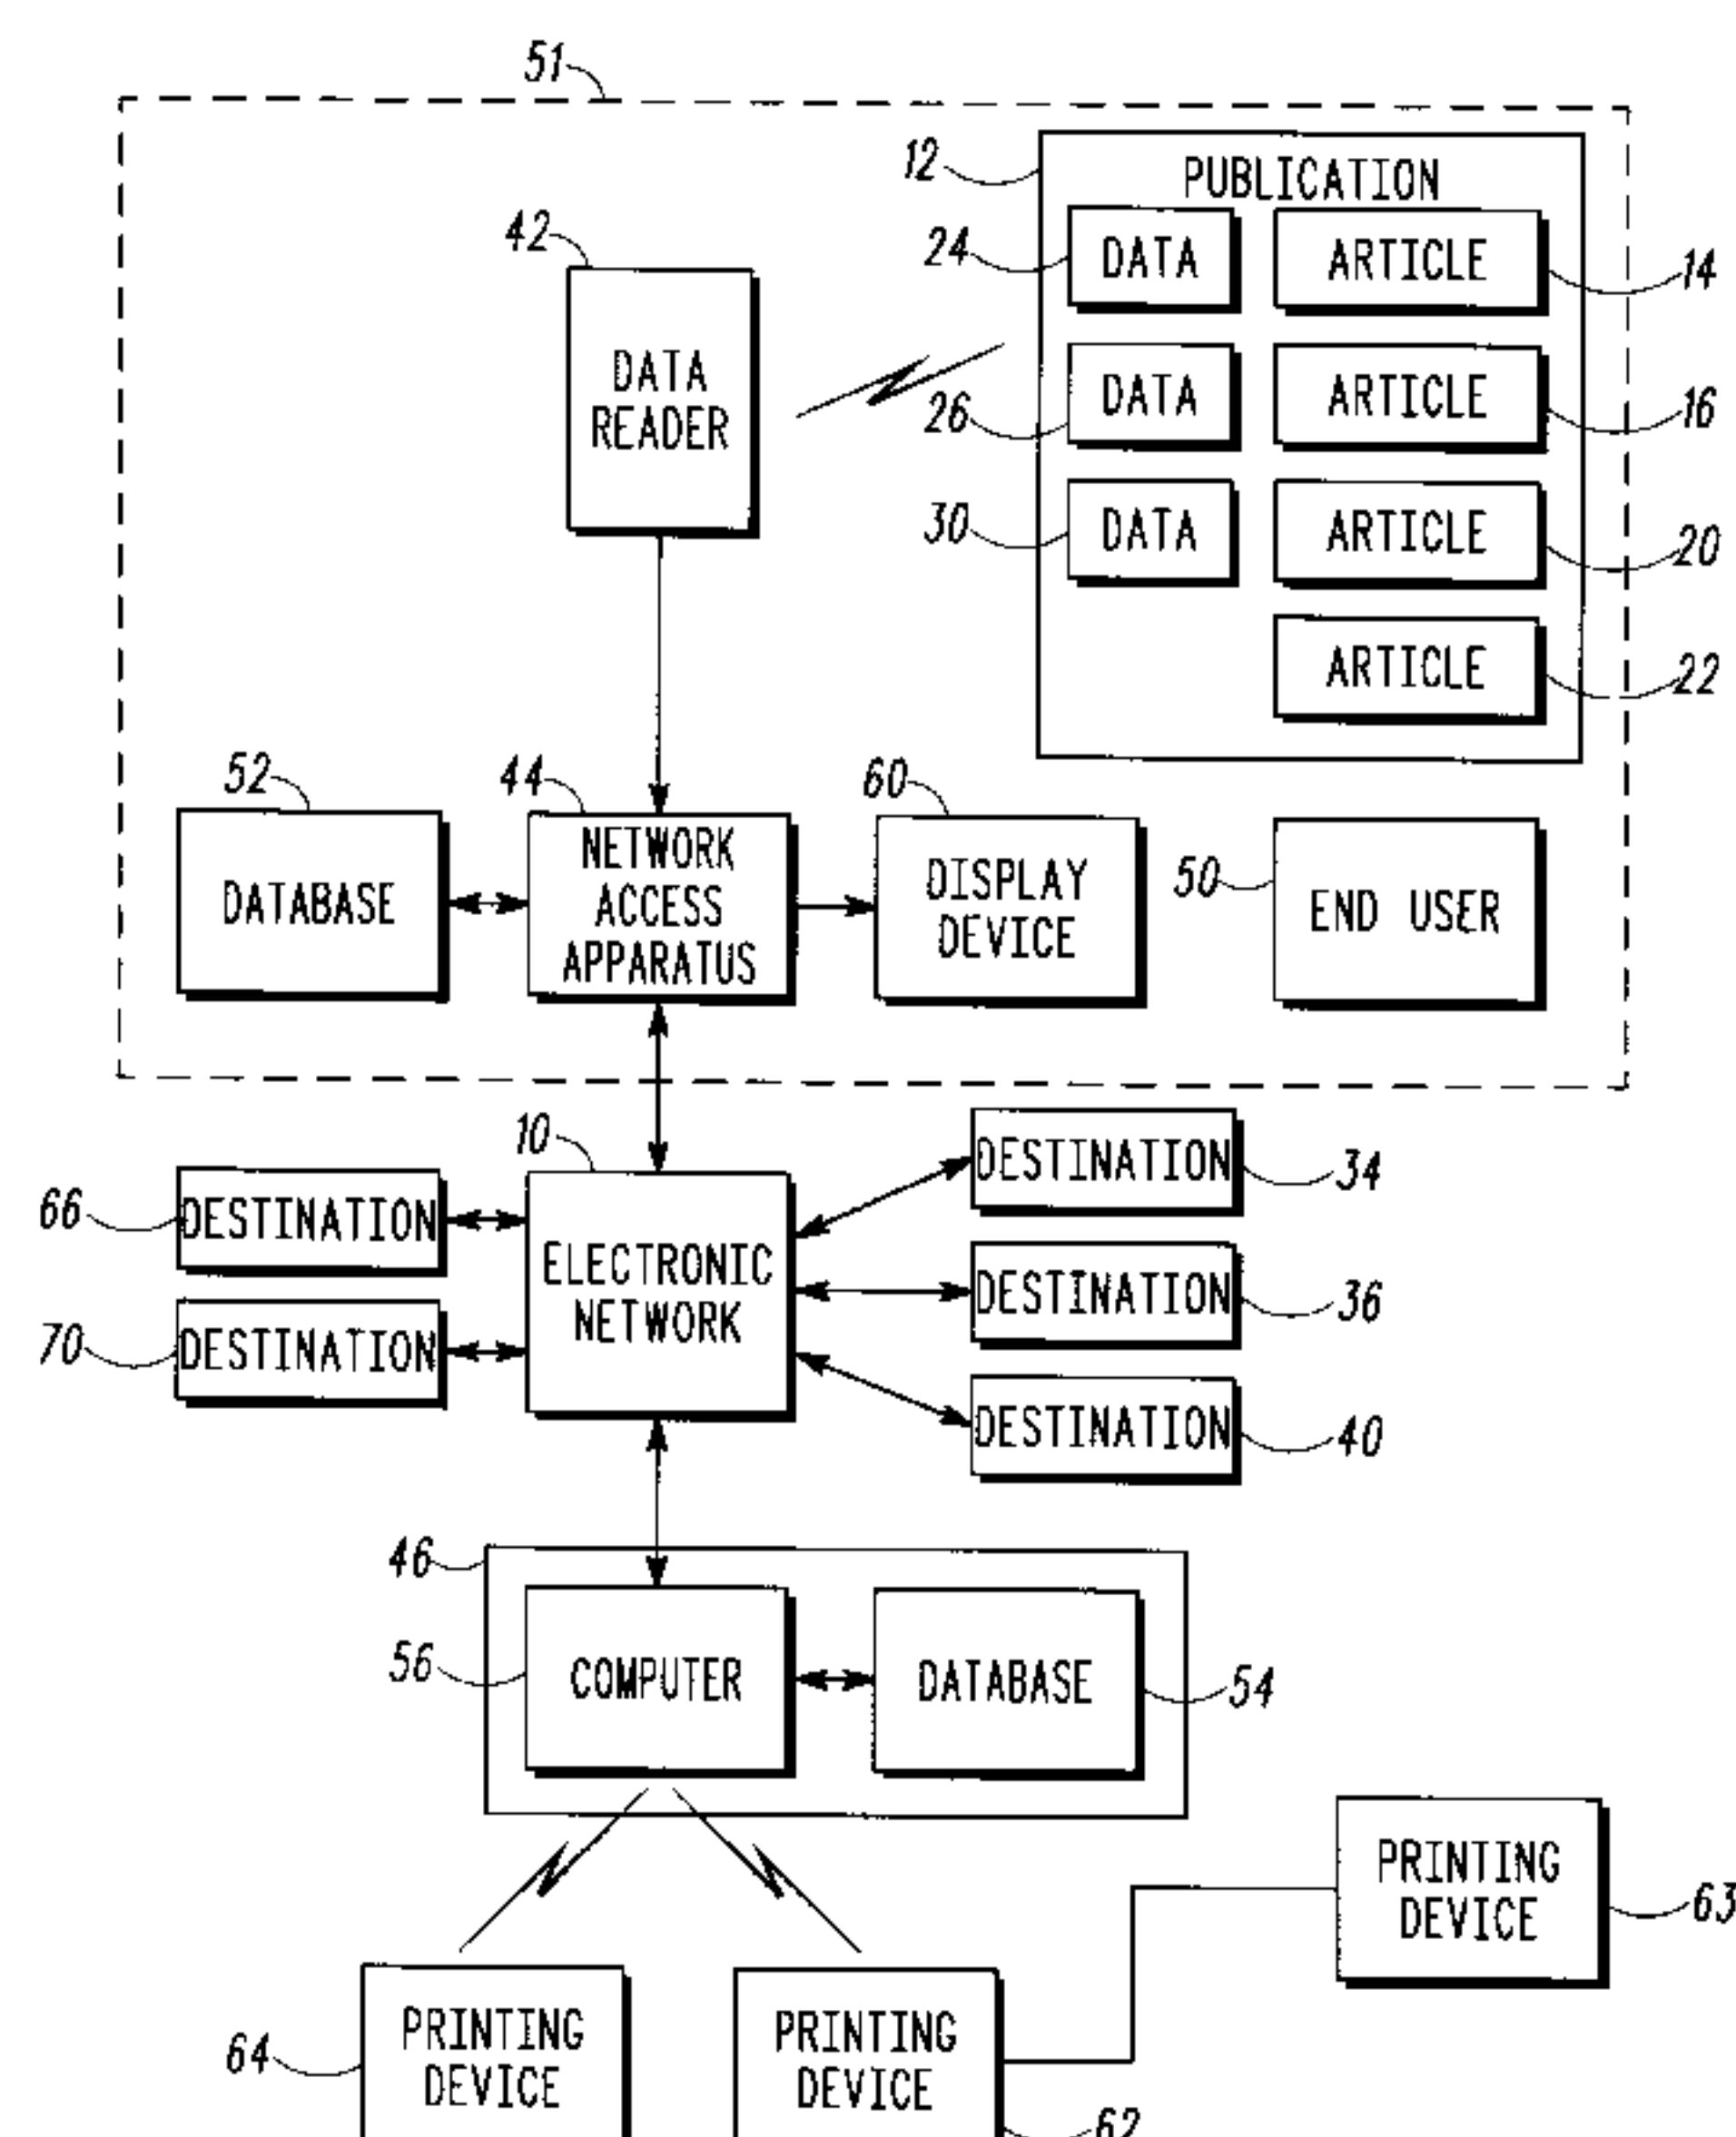 51
12
PUBLICATION
24
DATA
ARTICLE
14
42
DATA
READER
26
DATA
ARTICLE
16
30
DATA
ARTICLE
20
ARTICLE
22
52
DATABASE
44
NETWORK
ACCESS
APPARATUS
60
DISPLAY
DEVICE
50
END USER
10
ELECTRONIC
NETWORK
66
DESTINATION
70
DESTINATION
DESTINATION
34
DESTINATION
36
DESTINATION
40
46
56
COMPUTER
DATABASE
54
PRINTING
DEVICE
63
64
PRINTING
DEVICE
PRINTING
DEVICE
62